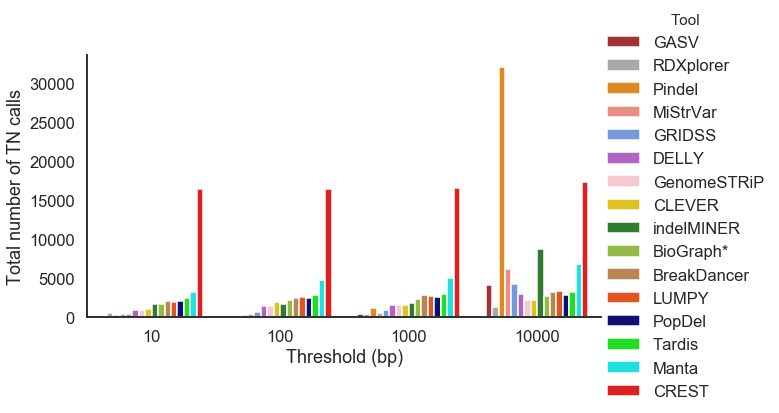 Tool
GASV
RDXplorer
Pindel
MiStrVar
GRIDSS
DELLY
GenomeSTRiP
CLEVER
indelMINER
BioGraph*
BreakDancer
LUMPY
PopDel
Tardis
Manta
CREST
Total number of TN calls
30000
25000
20000
15000
10000
5000
0
10
100
1000
10000
Threshold (bp)